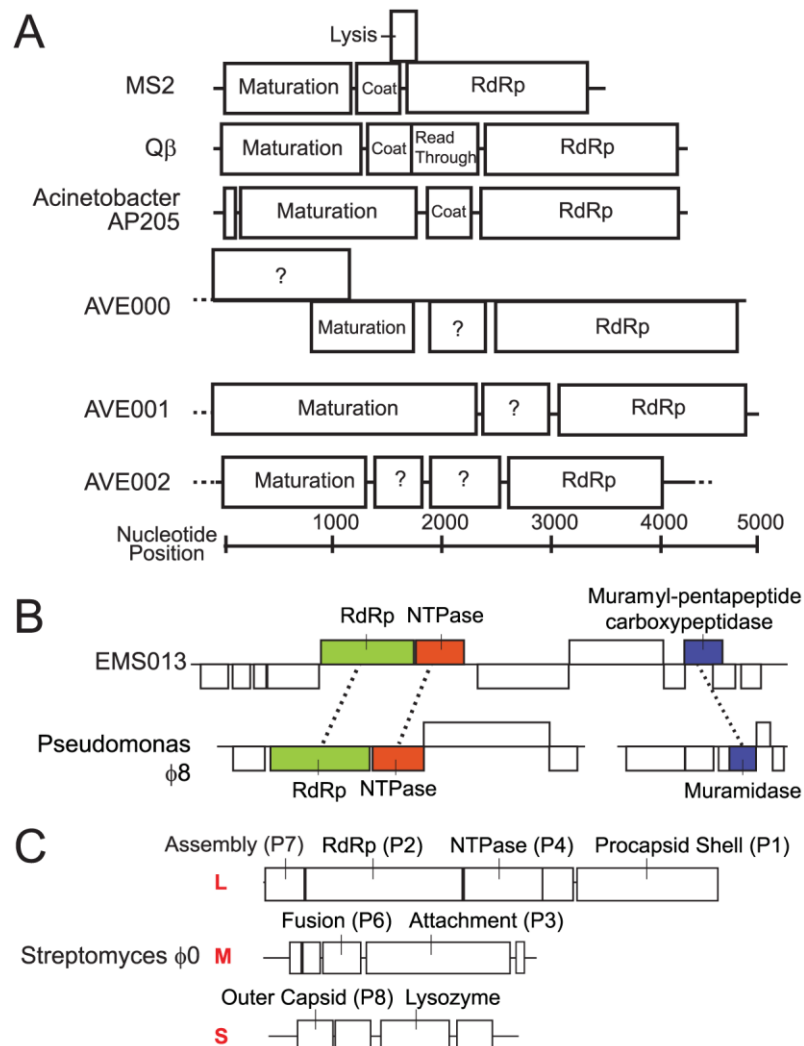 A
Lysis
MS2
Maturation
Coat
RdRp
Qβ
Maturation
Coat
Read
Through
RdRp
Acinetobacter
AP205
Maturation
Coat
RdRp
?
AVE000
Maturation
?
RdRp
AVE001
Maturation
?
RdRp
AVE002
Maturation
?
?
RdRp
Nucleotide
Position
1000
2000
3000
4000
5000
B
RdRp
NTPase
Muramyl-pentapeptide
carboxypeptidase
EMS013
Pseudomonas
ϕ8
RdRp
NTPase
Muramidase
C
Assembly (P7)
RdRp (P2)
NTPase (P4)
Procapsid Shell (P1)
L
Fusion (P6)
Attachment (P3)
Streptomyces ϕ0
M
Outer Capsid (P8)
Lysozyme
S